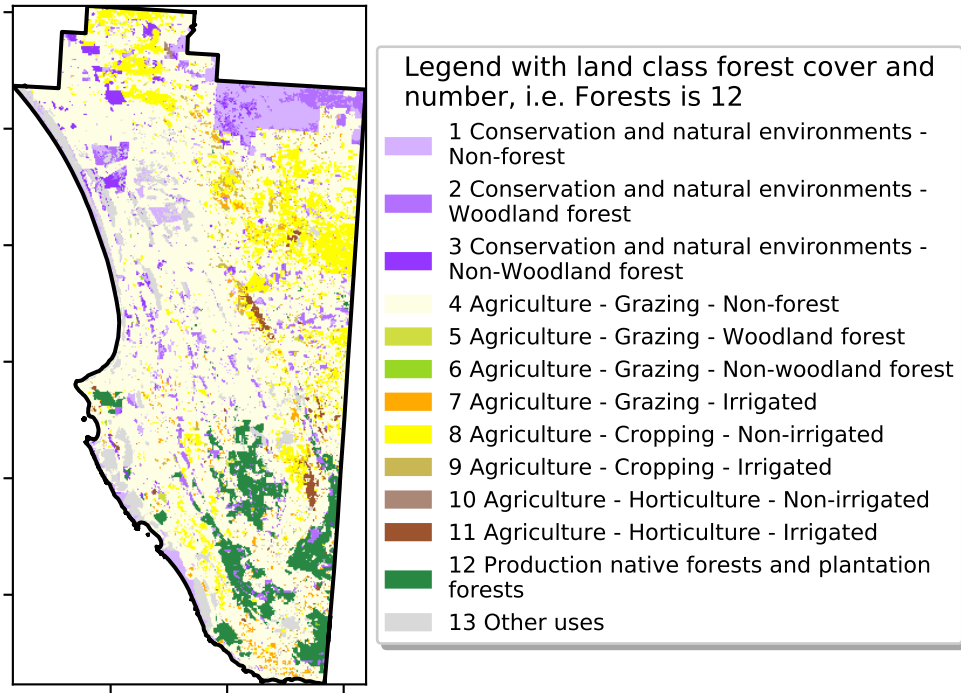 Legend with land class forest cover and
number, i.e. Forests is 12
1 Conservation and natural environments -
Non-forest
2 Conservation and natural environments -
Woodland forest
3 Conservation and natural environments -
Non-Woodland forest
4 Agriculture - Grazing - Non-forest
5 Agriculture - Grazing - Woodland forest
6 Agriculture - Grazing - Non-woodland forest
7 Agriculture - Grazing - Irrigated
8 Agriculture - Cropping - Non-irrigated
9 Agriculture - Cropping - Irrigated
10 Agriculture - Horticulture - Non-irrigated
11 Agriculture - Horticulture - Irrigated
12 Production native forests and plantation
forests
13 Other uses